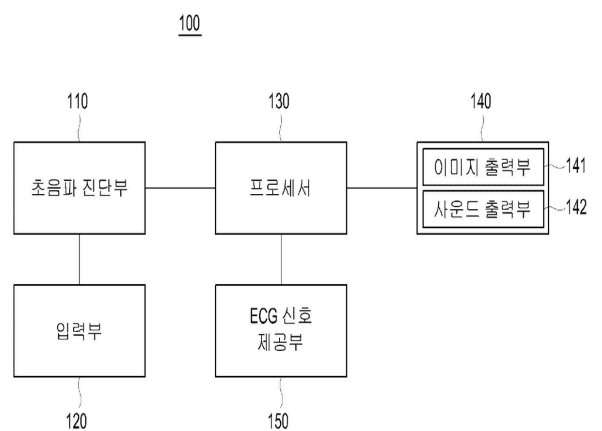 100
110
130
140
초음파 진단부
프로세서
이미지 출력부
141
사운드 출력부
142
입력부
ECG 신호
제공부
120
150